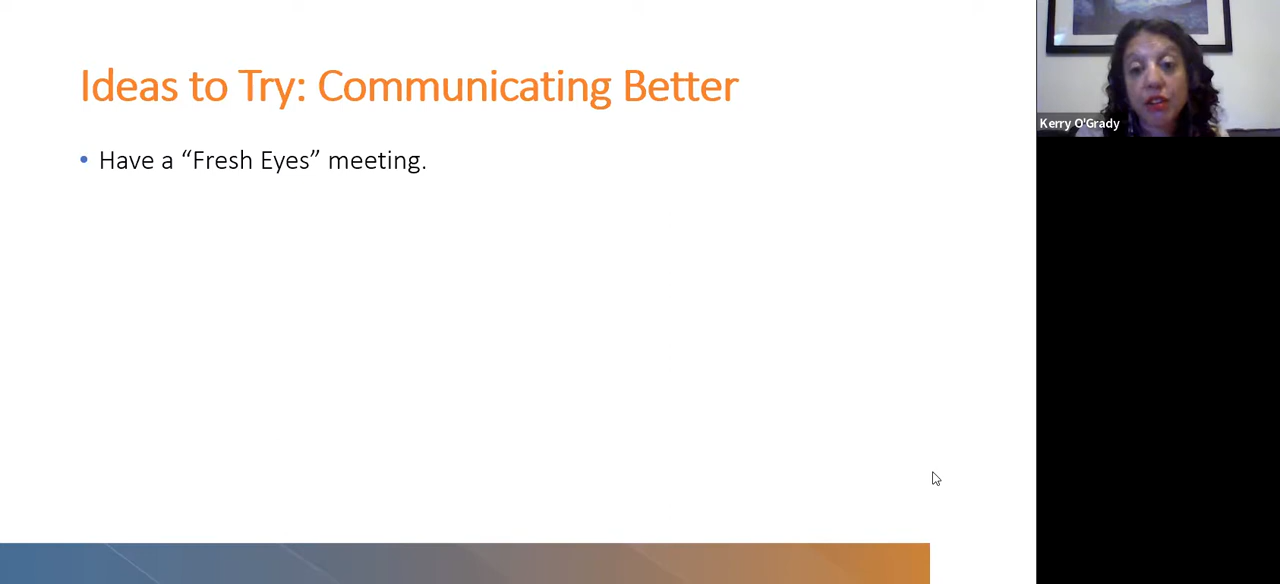 Ideas to Try: Communicating Better
• Have a “Fresh Eyes” meeting.
Kerry O'Grady